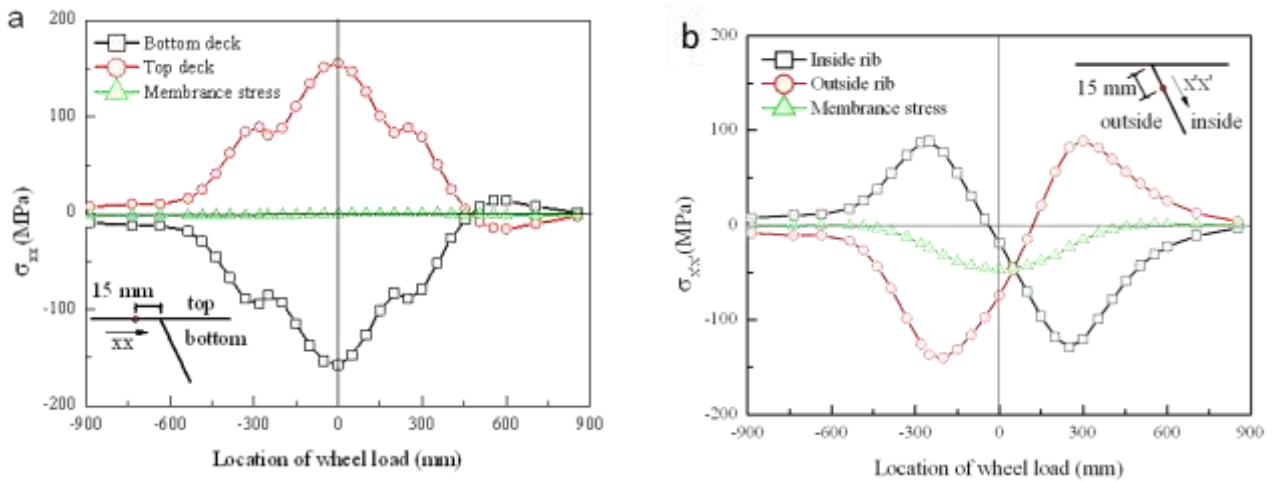 a
200
100
0
-100
-200
σxx(MPa)
Bottom deck
Top deck
Membrance stress
15 mm
top
bottom
xx
-900
-600
-300
0
300
600
900
Location of wheel load (mm)
b
200
100
0
-100
-200
σXX(MPa)
Inside rib
Outside rib
Membrance stress
15 mm
x'x'
outside
inside
-900
-600
-300
0
300
600
900
Location of wheel load (mm)